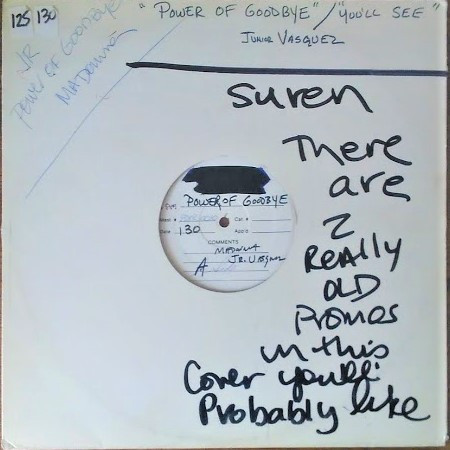 125 130
"POWER OF GOODBYE" / "YOU'LL SEE"
JUNIOR VASQUEZ
JR
POWER OF GOODBYE
MADONNA
Suren
There
are
2
REAlly
OLD
Promos
in this
Cover you'll
Probably like
POWER OF GOODBYE
130
COMMENTS
MADONNA
JR. VASQUEZ
A